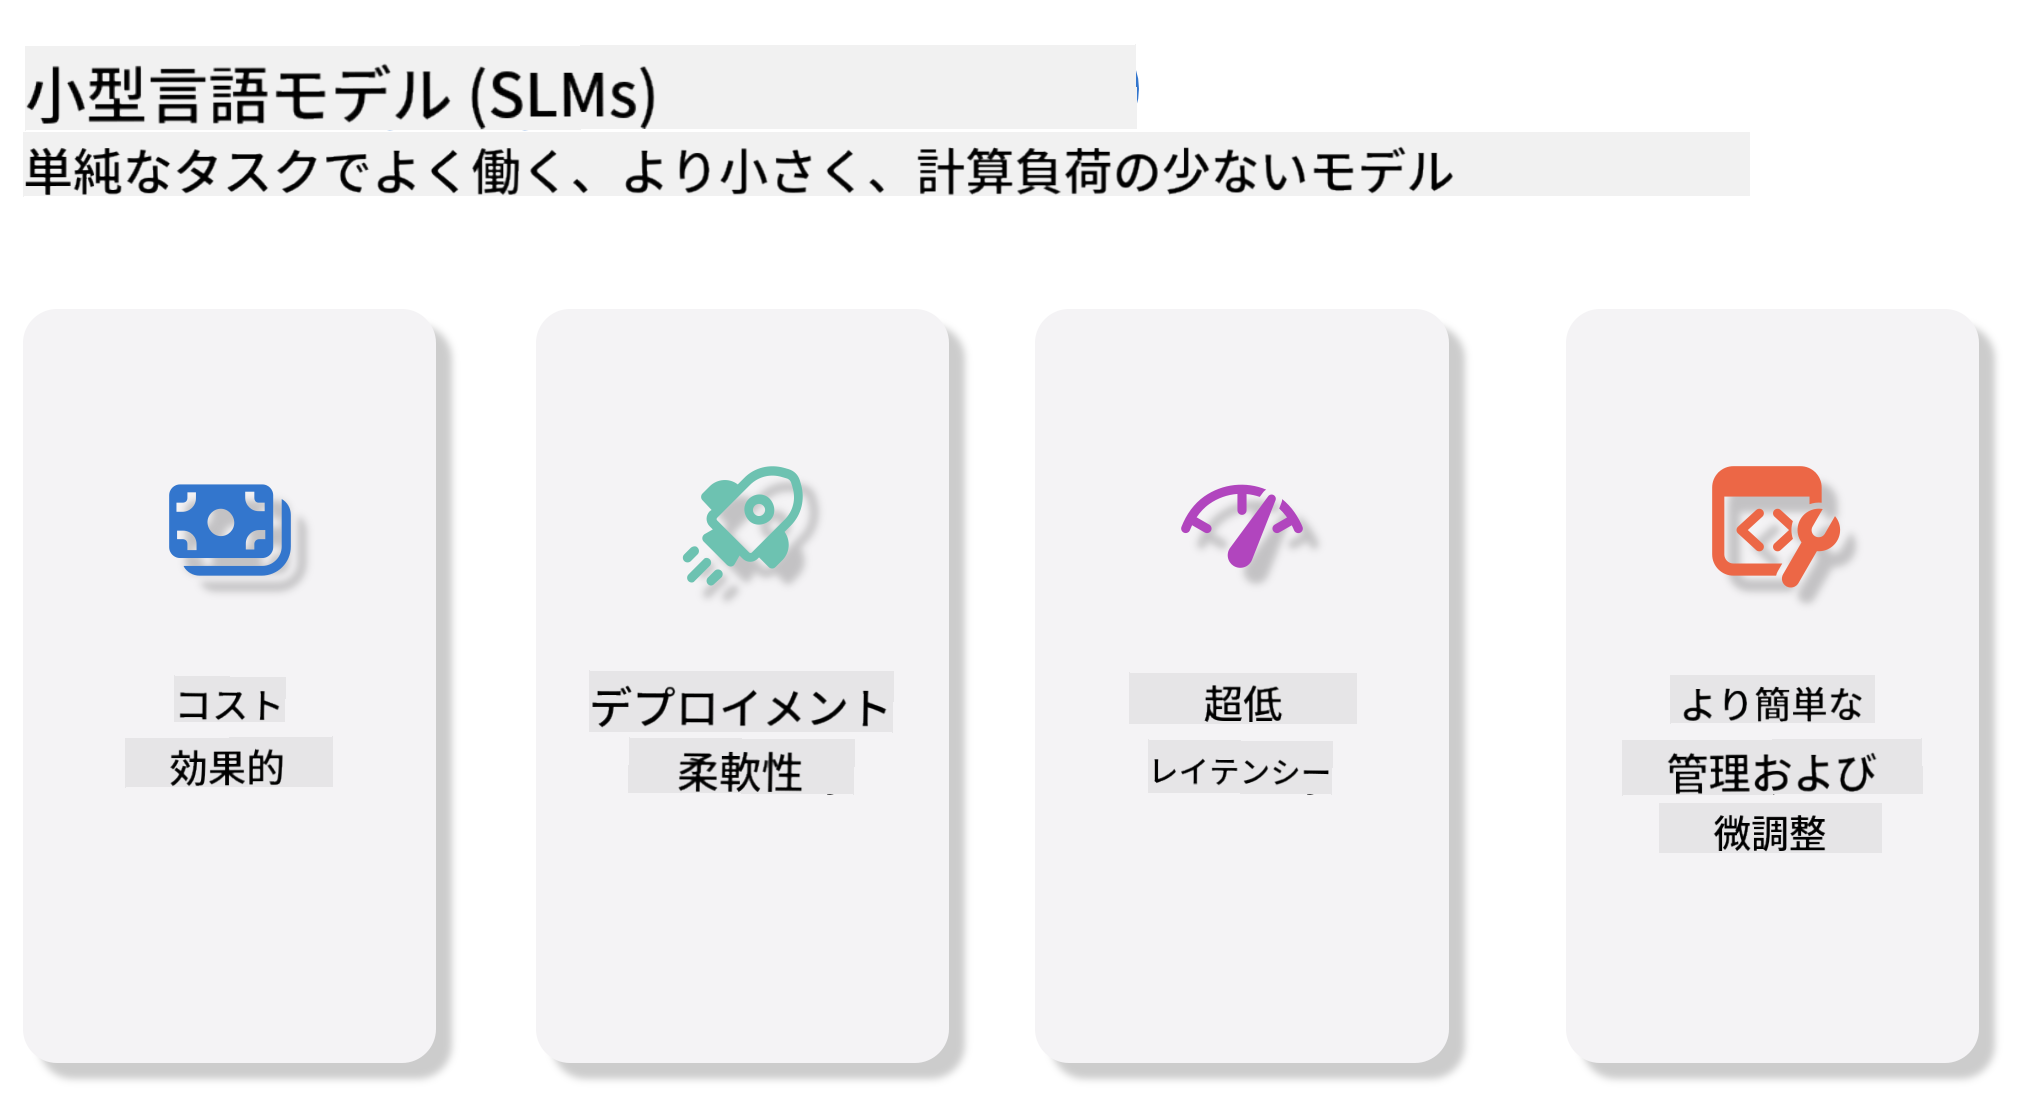 小型言語モデル (SLMs)
単純なタスクでよく働く、より小さく、計算負荷の少ないモデル
コスト
効果的
デプロイメント
柔軟性
超低
レイテンシー
より簡単な
管理および
微調整